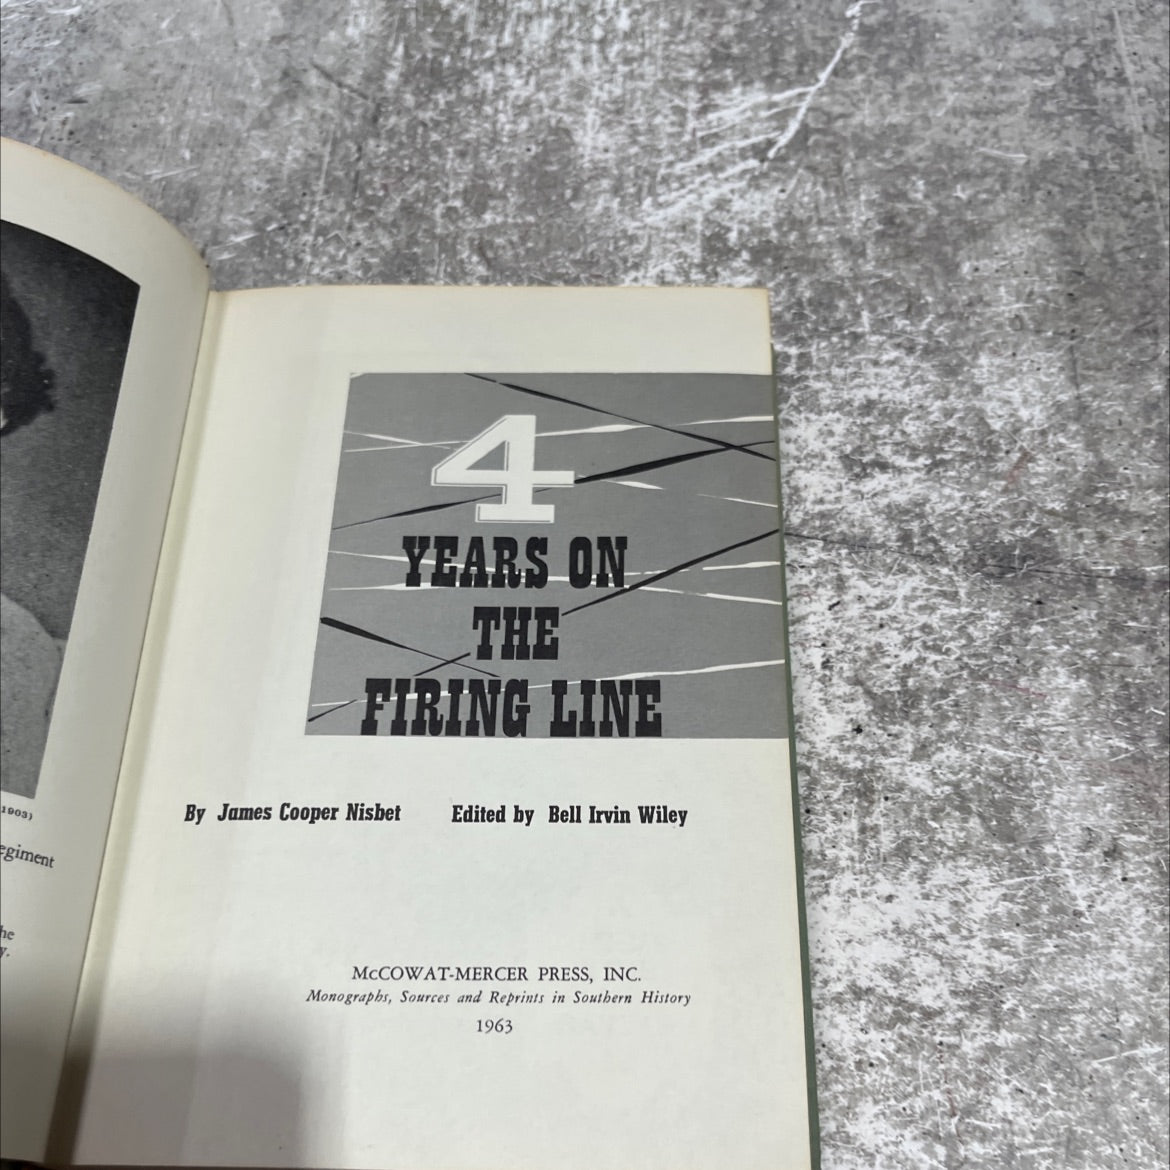 1903)
egiment
he
y.
4
YEARS ON
THE
FIRING LINE
By James Cooper Nisbet Edited by Bell Irvin Wiley
McCOWAT-MERCER PRESS, INC.
Monographs, Sources and Reprints in Southern History
1963